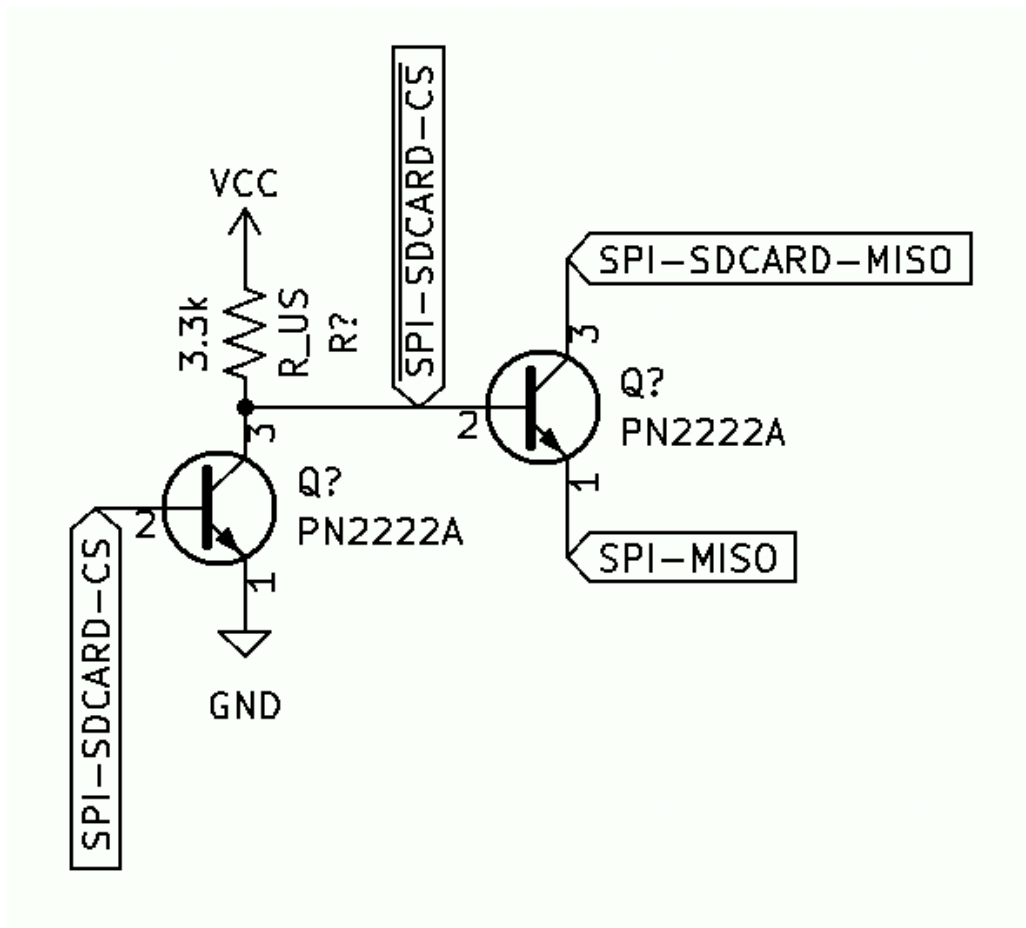 SPI-SDCARD-CS
VCC
3.3k
R_US
R?
SPI-SDCARD-MISO
3
Q?
PN2222A
2
1
SPI-MISO
3
Q?
PN2222A
2
1
GND
SPI-SDCARD-CS